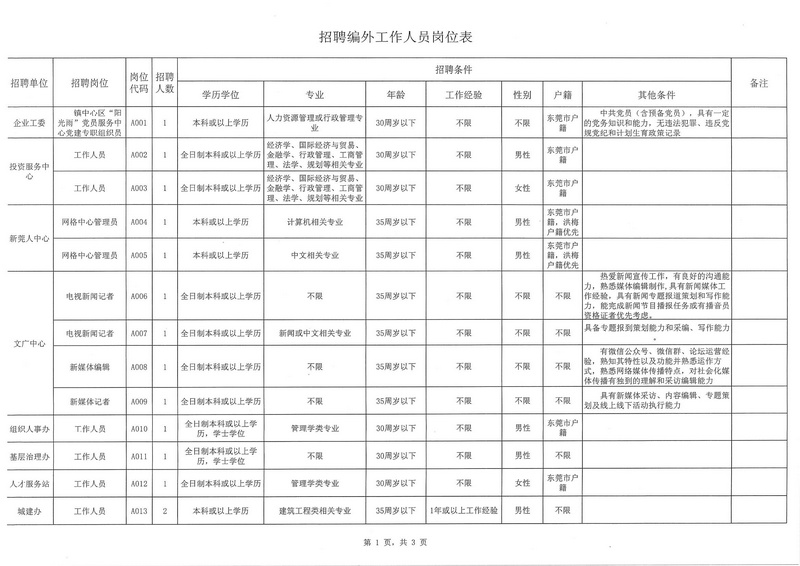 招聘编外工作人员岗位表
招聘单位 招聘岗位 岗位代码 招聘人数 招聘条件 备注
学历学位 专业 年龄 工作经验 性别 户籍 其他条件
企业工委 镇中心区“阳光雨”党员服务中心党建专职组织员 A001 1 本科或以上学历 人力资源管理或行政管理专业 30周岁以下 不限 不限 东莞市户籍 中共党员（含预备党员），具有一定的党务知识和能力，无违法犯罪、违反党规党纪和计划生育政策记录
投资服务中心 工作人员 A002 1 全日制本科或以上学历 经济学、国际经济与贸易、金融学、行政管理、工商管理、法学、规划等相关专业 30周岁以下 不限 男性 东莞市户籍
工作人员 A003 1 全日制本科或以上学历 经济学、国际经济与贸易、金融学、行政管理、工商管理、法学、规划等相关专业 30周岁以下 不限 女性 东莞市户籍
新莞人中心 网格中心管理员 A004 1 本科或以上学历 计算机相关专业 35周岁以下 不限 男性 东莞市户籍，洪梅户籍优先
网格中心管理员 A005 1 本科或以上学历 中文相关专业 35周岁以下 不限 男性 东莞市户籍，洪梅户籍优先
文广中心 电视新闻记者 A006 1 全日制本科或以上学历 不限 35周岁以下 不限 不限 不限 热爱新闻宣传工作，有良好的沟通能力，熟悉媒体编辑制作,具有新闻媒体工作经验，具有新闻专题报道策划和写作能力，能完成新闻节目播报任务或有播音员资格证者优先考虑。
电视新闻记者 A007 1 全日制本科或以上学历 新闻或中文相关专业 35周岁以下 不限 不限 不限 具备专题报到策划能力和采编、写作能力。
新媒体编辑 A008 1 全日制本科或以上学历 不限 35周岁以下 不限 不限 不限 有微信公众号、微信群、论坛运营经验，熟知其特性以及功能并熟悉运作方式，熟悉网络媒体传播特点，对社会化媒体传播有独到的理解和采访编辑能力
新媒体记者 A009 1 全日制本科或以上学历 不限 35周岁以下 不限 不限 不限 具有新媒体采访、内容编辑、专题策划及线上线下活动执行能力
组织人事办 工作人员 A010 1 全日制本科或以上学历，学士学位 管理学类专业 30周岁以下 不限 男性 东莞市户籍
基层治理办 工作人员 A011 1 全日制本科或以上学历，学士学位 不限 30周岁以下 不限 男性 不限
人才服务站 工作人员 A012 1 全日制本科或以上学历 管理学类专业 30周岁以下 不限 女性 东莞市户籍
城建办 工作人员 A013 2 本科或以上学历 建筑工程类相关专业 35周岁以下 1年或以上工作经验 男性 不限
第 1 页，共 3 页